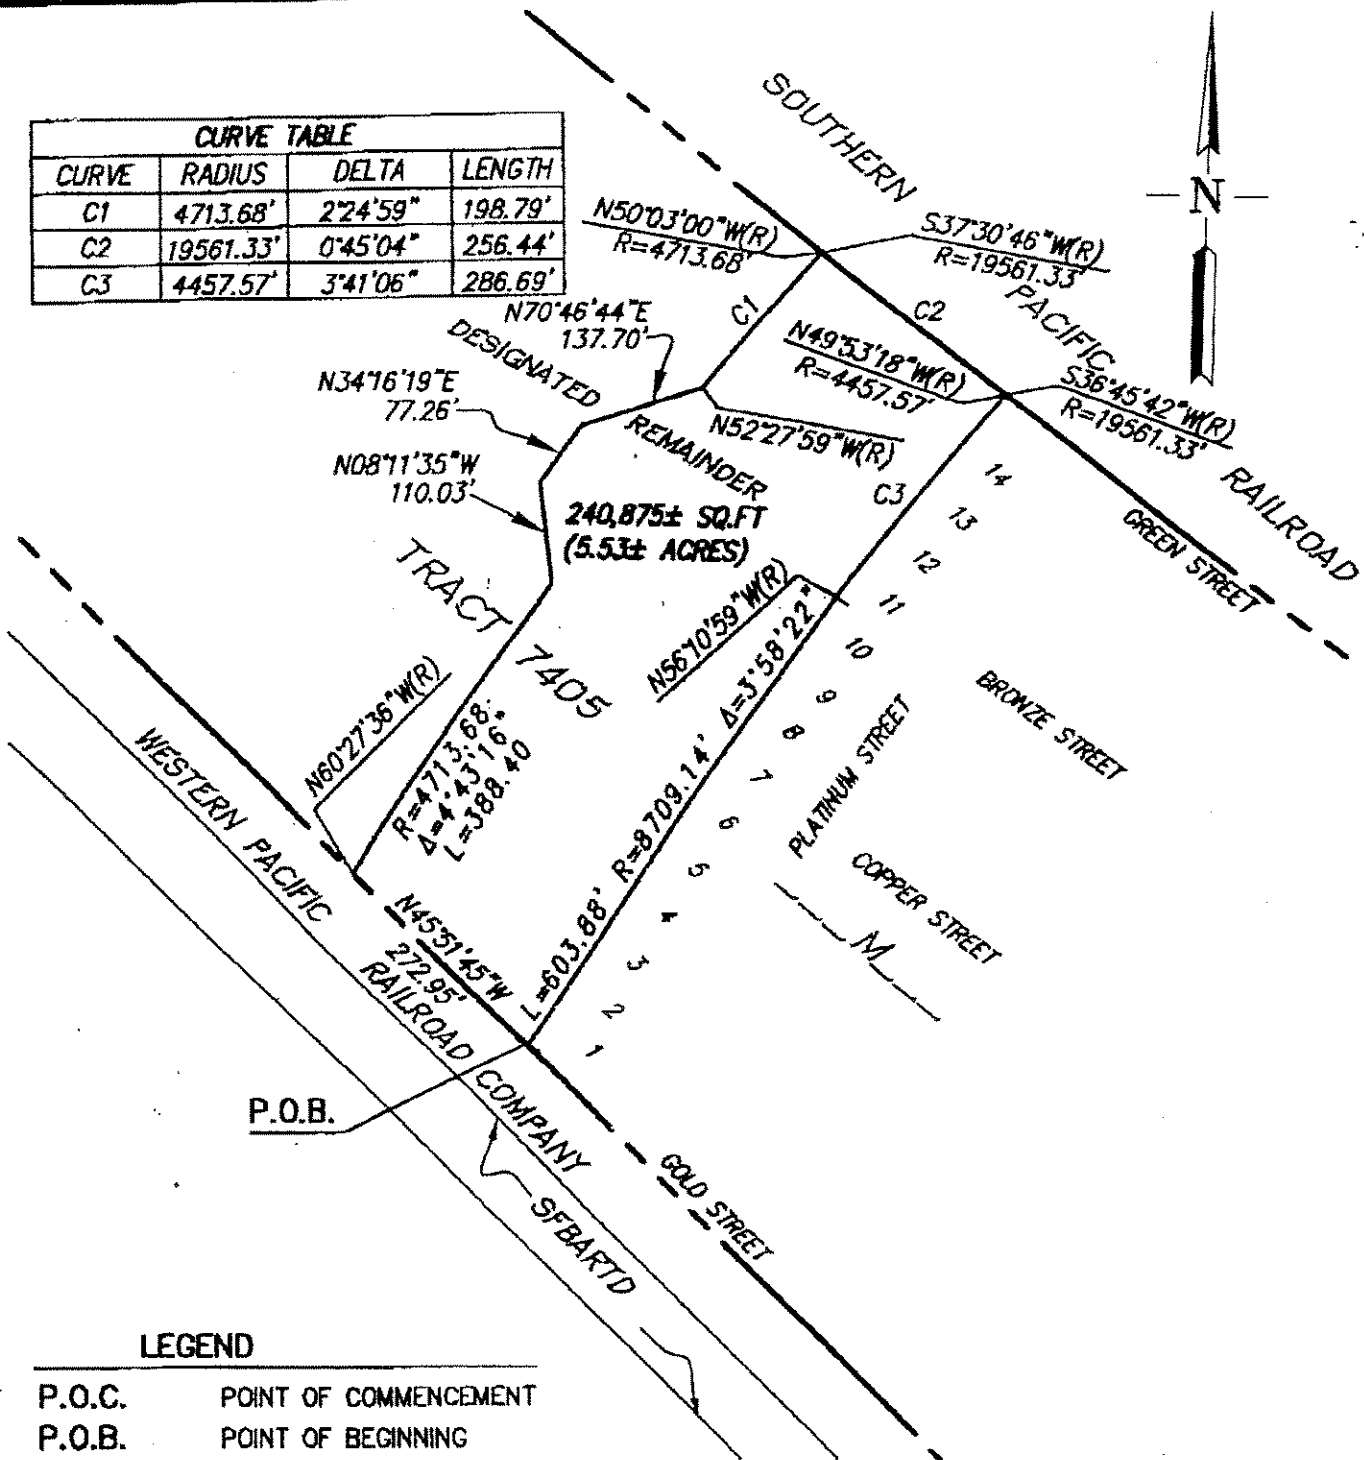 CURVE TABLE
CURVE RADIUS DELTA LENGTH
C1 4713.68' 2°24'59" 198.79'
C2 19561.33' 0°45'04" 256.44'
C3 4457.57' 3°41'06" 286.69'
SOUTHERN
PACIFIC
RAILROAD
N
N50°03'00"W(R)
R=4713.68'
S37°30'46"W(R)
R=19561.33'
C1
C2
N70°46'44"E
137.70'
DESIGNATED
REMAINDER
N49°53'18"W(R)
R=4457.57'
S36°45'42"W(R)
R=19561.33'
N34°16'19"E
77.26'
N52°27'59"W(R)
N08°11'35"W
110.03'
C3
240,875± SQ.FT
(5.53± ACRES)
GREEN STREET
TRACT
7405
N56°10'59"W(R)
14
13
12
11
10
9
8
7
6
5
4
3
2
1
N60°27'36"W(R)
R=4713.68'
Δ=4°43'16"
L=388.40
L=603.88' R=8709.14' Δ=3°58'22"
BRONZE STREET
PLATINUM STREET
COPPER STREET
M
WESTERN PACIFIC
RAILROAD COMPANY
N45°51'45"W
272.95'
P.O.B.
GOLD STREET
SFBARTD
LEGEND
P.O.C. POINT OF COMMENCEMENT
P.O.B. POINT OF BEGINNING